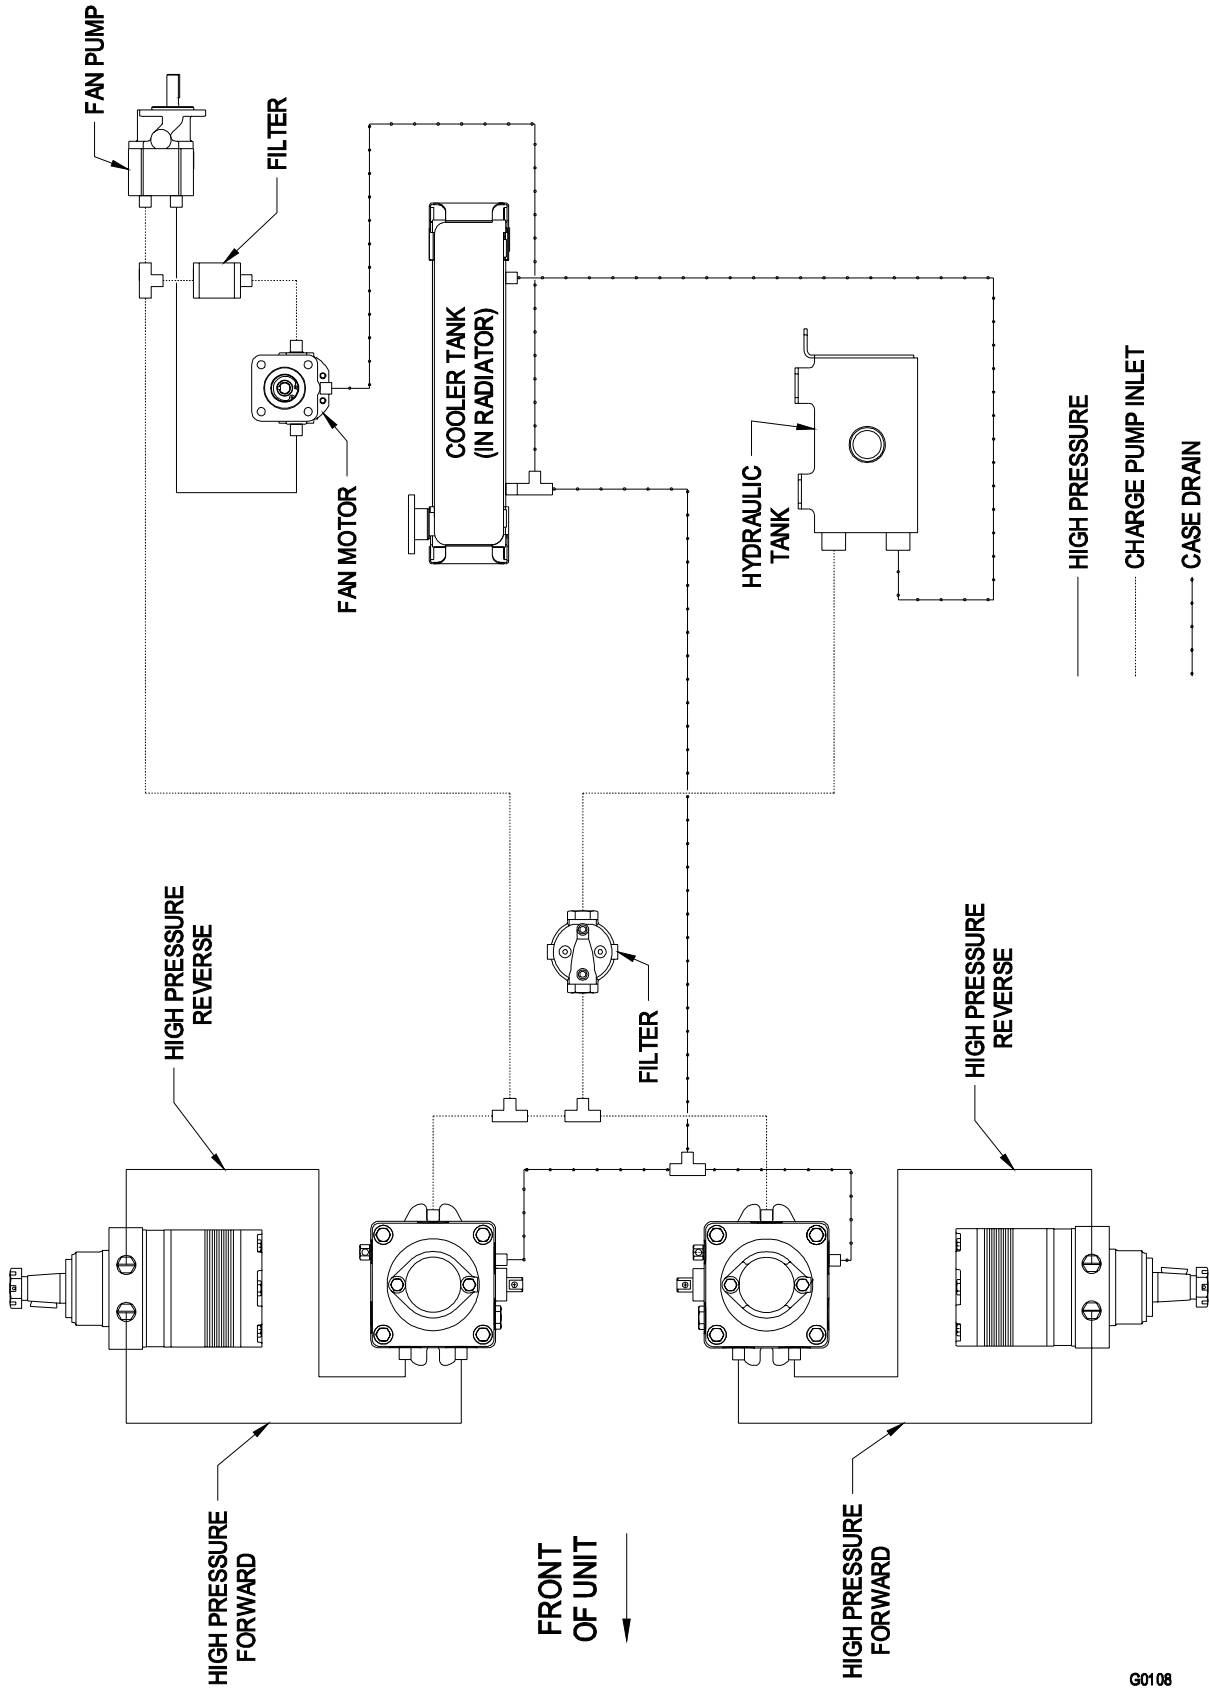 FAN PUMP
FILTER
FAN MOTOR
COOLER TANK
(IN RADIATOR)
HYDRAULIC
TANK
HIGH PRESSURE
CHARGE PUMP INLET
CASE DRAIN
HIGH PRESSURE
REVERSE
FILTER
HIGH PRESSURE
REVERSE
HIGH PRESSURE
FORWARD
FRONT
OF UNIT
HIGH PRESSURE
FORWARD
G0108